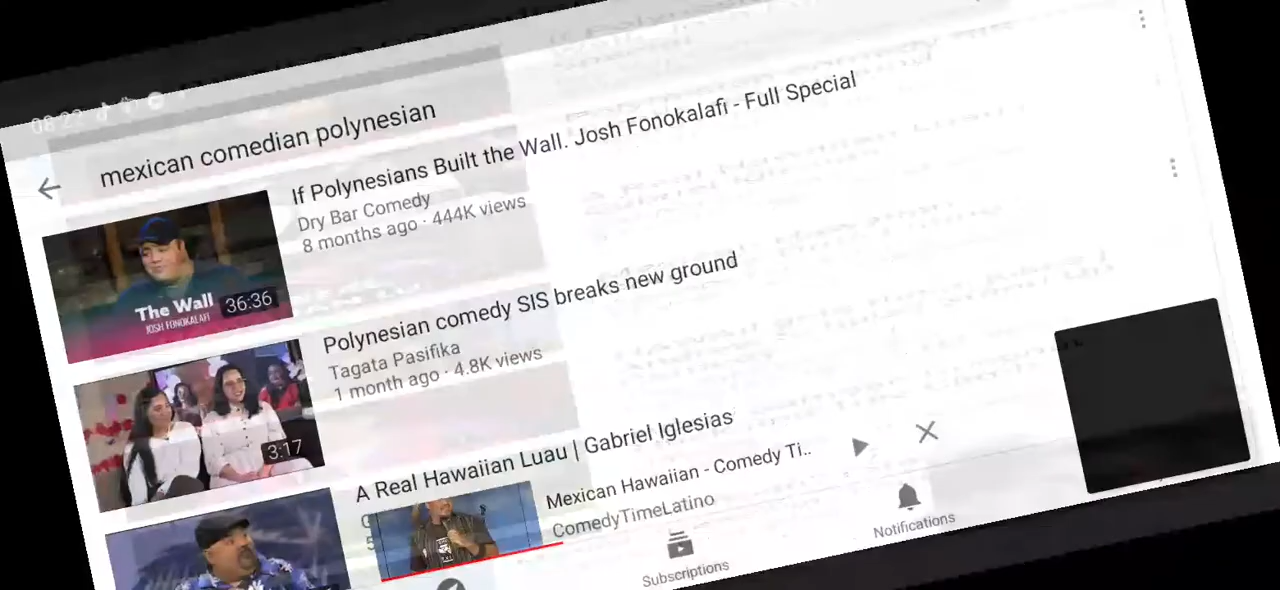 08:22
mexican comedian polynesian
If Polynesians Built the Wall. Josh Fonokalafi - Full Special
Dry Bar Comedy
8 months ago · 444K views
The Wall
JOSH FONOKALAFI
36:36
Polynesian comedy SIS breaks new ground
Tagata Pasifika
1 month ago · 4.8K views
3:17
A Real Hawaiian Luau | Gabriel Iglesias
Mexican Hawaiian - Comedy Ti..
ComedyTimeLatino
Subscriptions
Notifications